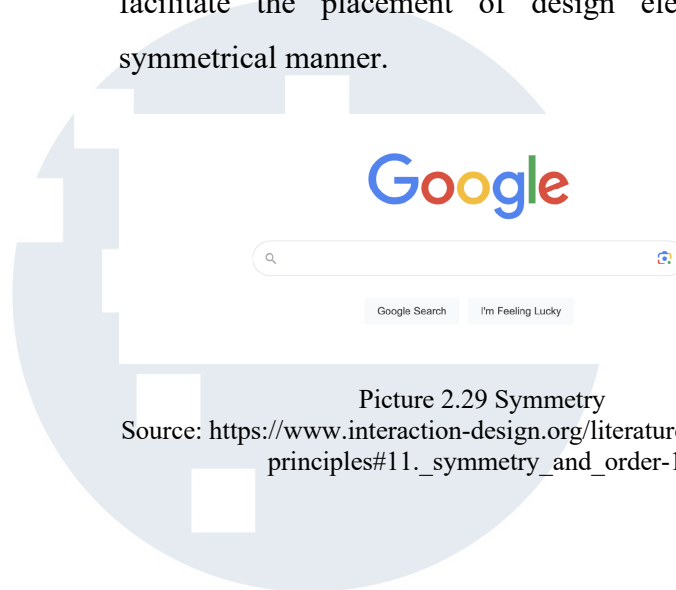 facilitate the placement of design ele
symmetrical manner.
Google
Google Search I'm Feeling Lucky
Picture 2.29 Symmetry
Source: https://www.interaction-design.org/literature
principles#11._symmetry_and_order-1